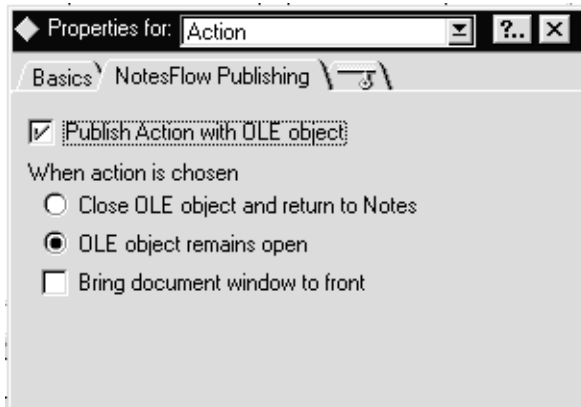 Properties for: Action ?..
Basics NotesFlow Publishing
Publish Action with OLE object
When action is chosen
Close OLE object and return to Notes
OLE object remains open
Bring document window to front